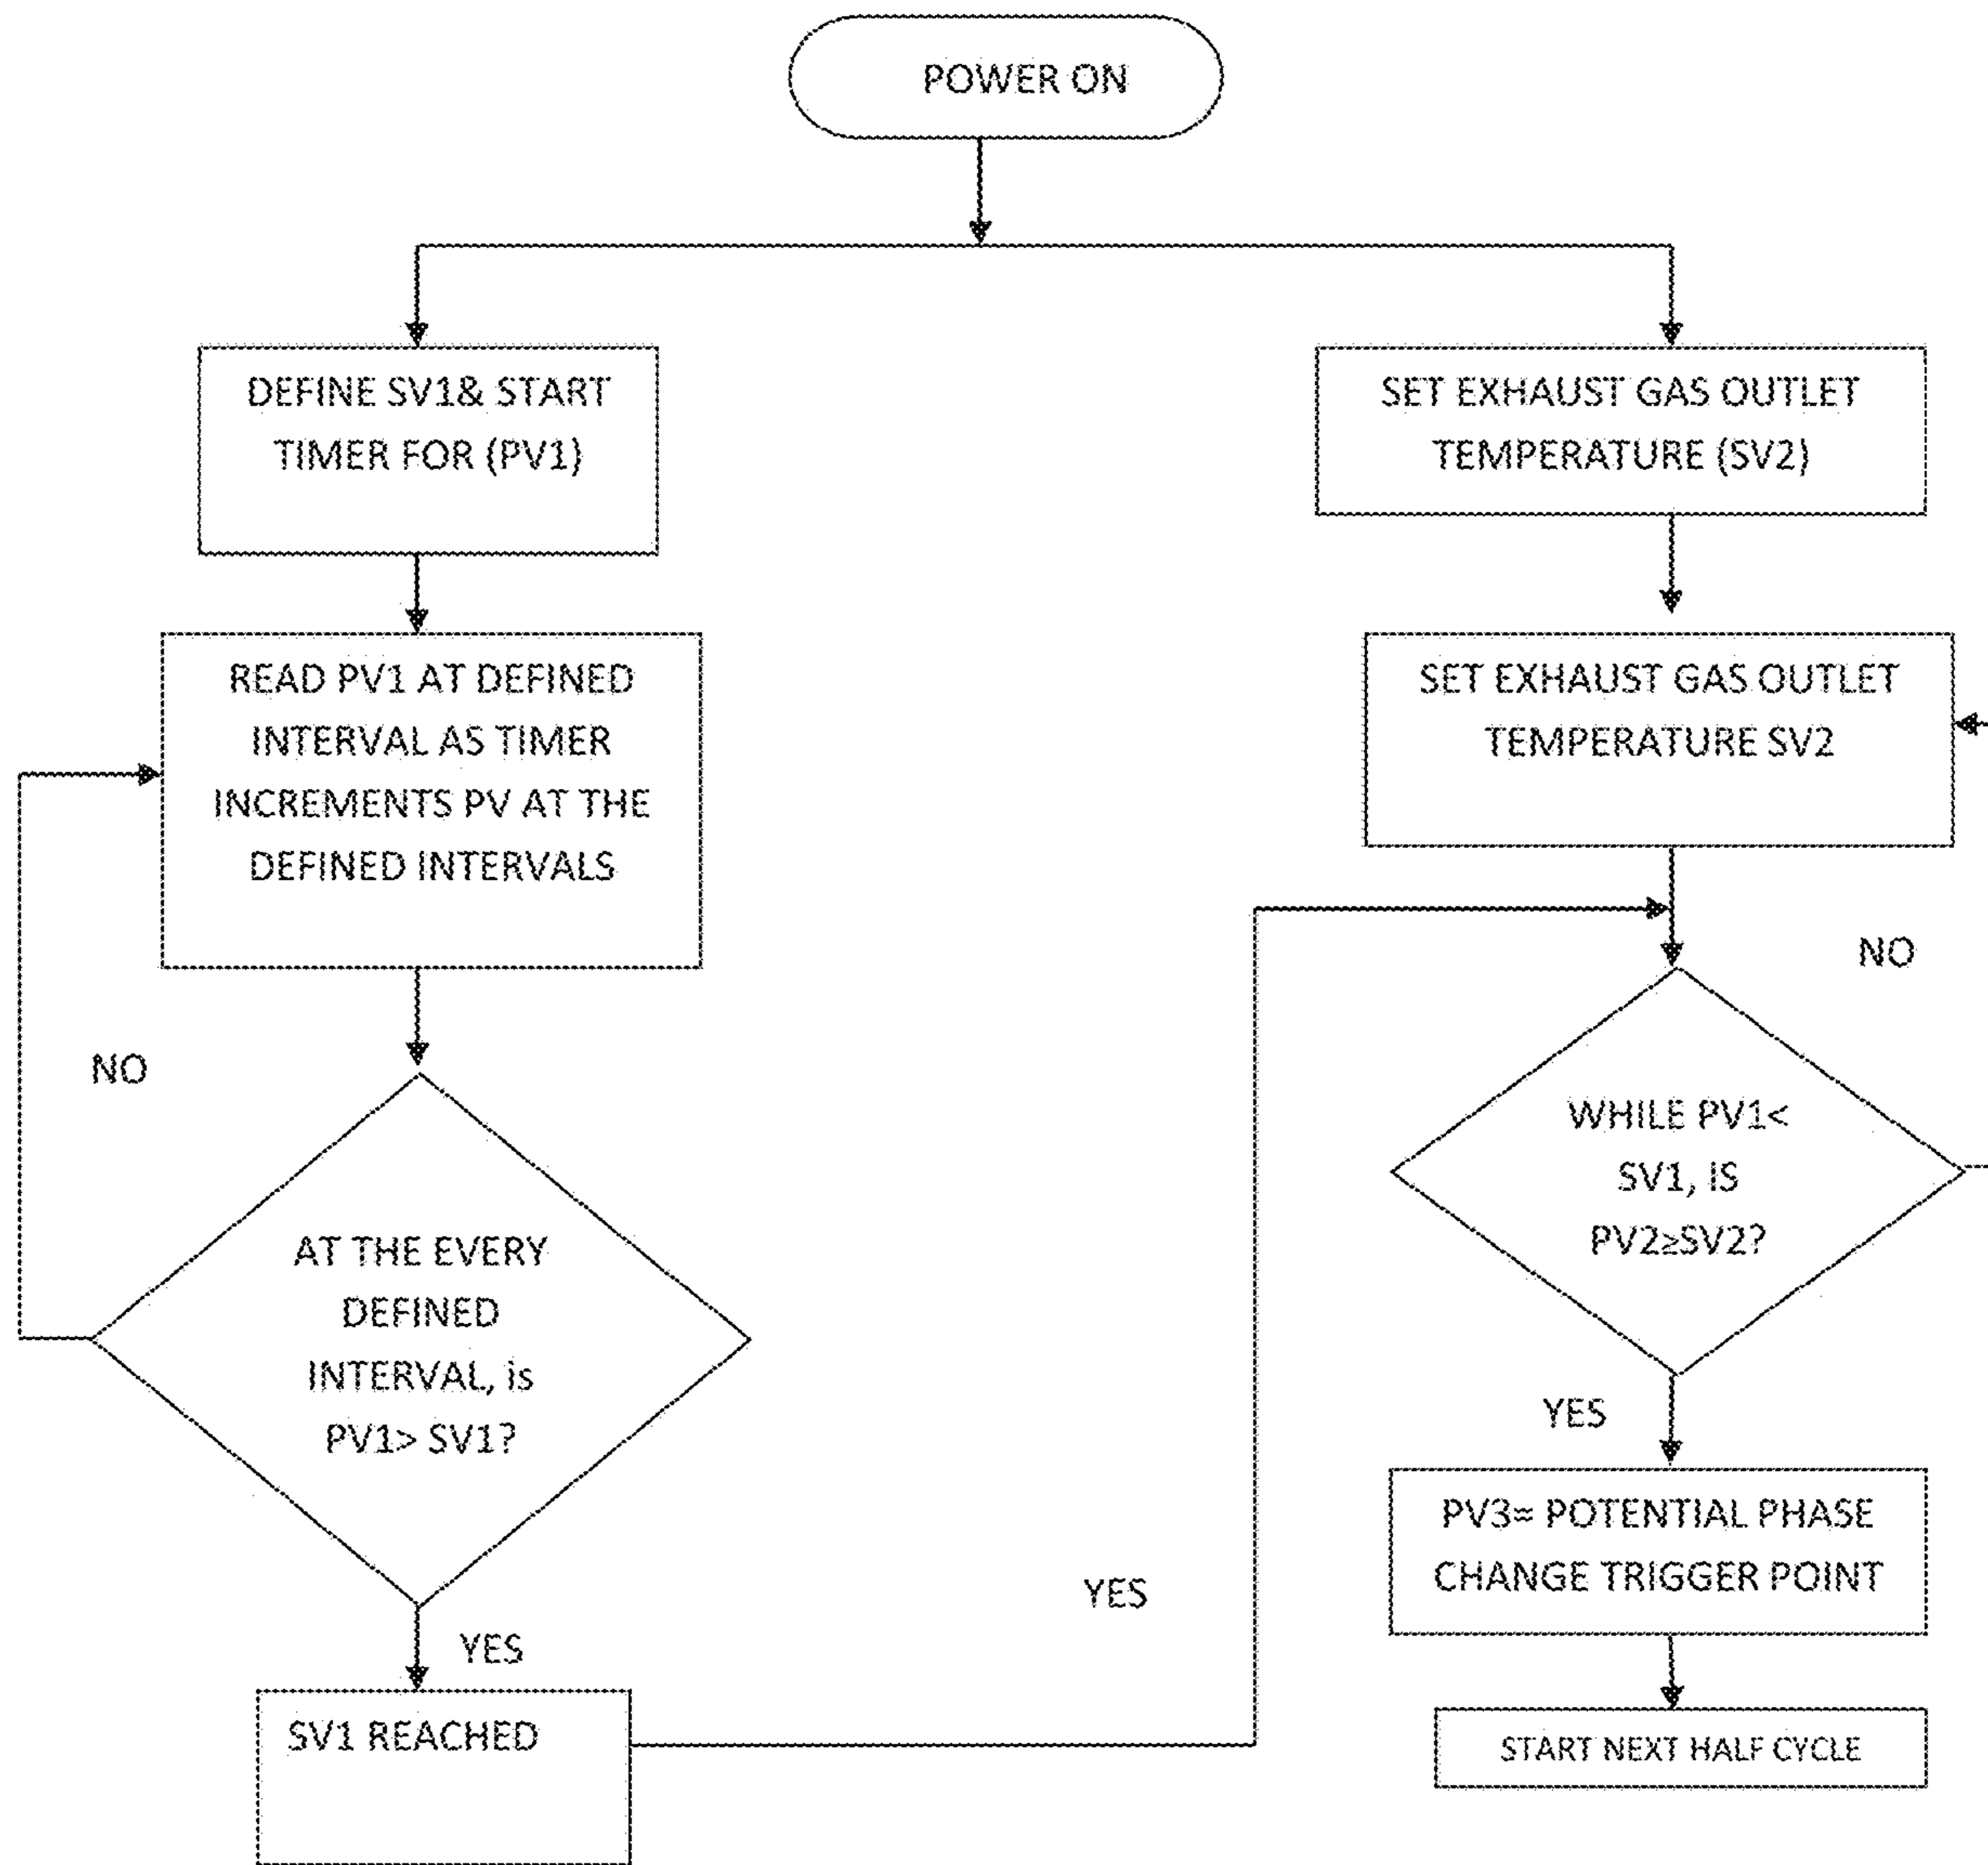 POWER ON
DEFINE SV1& START
TIMER FOR (PV1)
READ PV1 AT DEFINED
INTERVAL AS TIMER
INCREMENTS PV AT THE
DEFINED INTERVALS
NO
AT THE EVERY
DEFINED
INTERVAL, is
PV1> SV1?
YES
SV1 REACHED
YES
SET EXHAUST GAS OUTLET
TEMPERATURE (SV2)
SET EXHAUST GAS OUTLET
TEMPERATURE SV2
NO
WHILE PV1<
SV1, IS
PV2≥SV2?
YES
PV3= POTENTIAL PHASE
CHANGE TRIGGER POINT
START NEXT HALF CYCLE